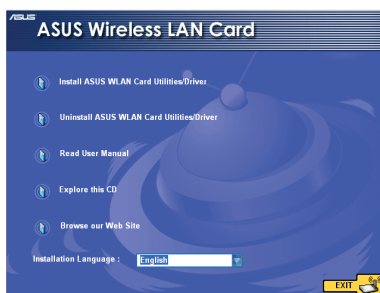 ASUS
ASUS Wireless LAN Card
Install ASUS WLAN Card Utilities/Driver
Uninstall ASUS WLAN Card Utilities/Driver
Read User Manual
Explore this CD
Browse our Web Site
Installation Language : English
EXIT